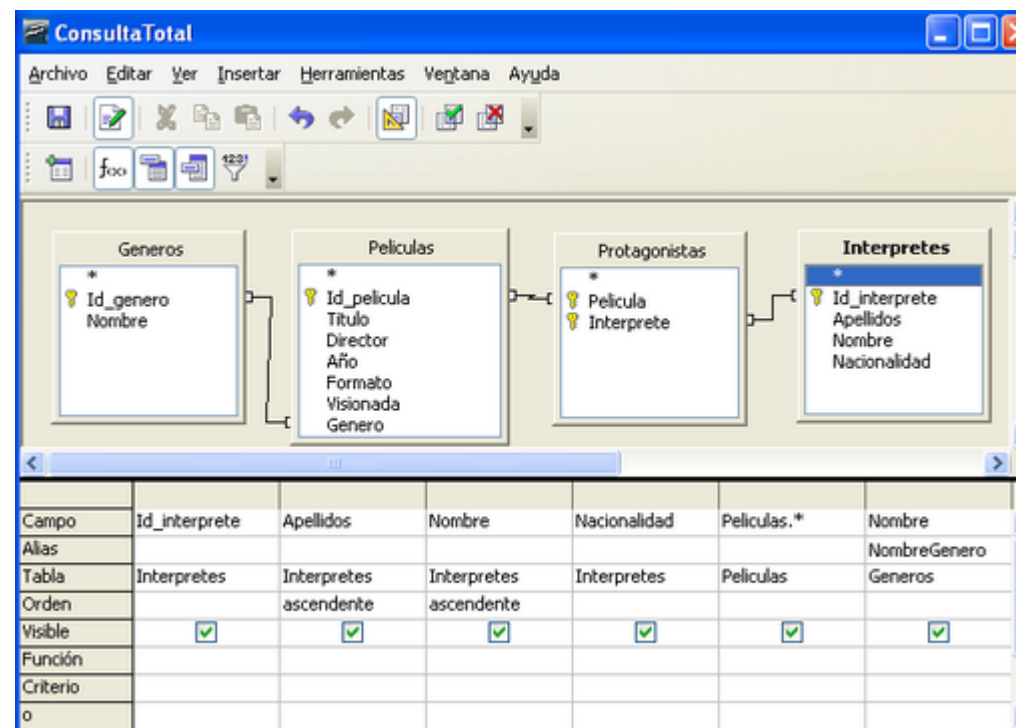 ConsultaTotal
Archivo Editar Ver Insertar Herramientas Ventana Ayuda
f(x) 123!
Generos
*
Id_genero
Nombre
Peliculas
*
Id_pelicula
Titulo
Director
Año
Formato
Visionada
Genero
Protagonistas
*
Pelicula
Interprete
Interpretes
*
Id_interprete
Apellidos
Nombre
Nacionalidad
Campo Id_interprete Apellidos Nombre Nacionalidad Peliculas.* Nombre
Alias NombreGenero
Tabla Interpretes Interpretes Interpretes Interpretes Peliculas Generos
Orden ascendente ascendente
Visible
Función
Criterio
o